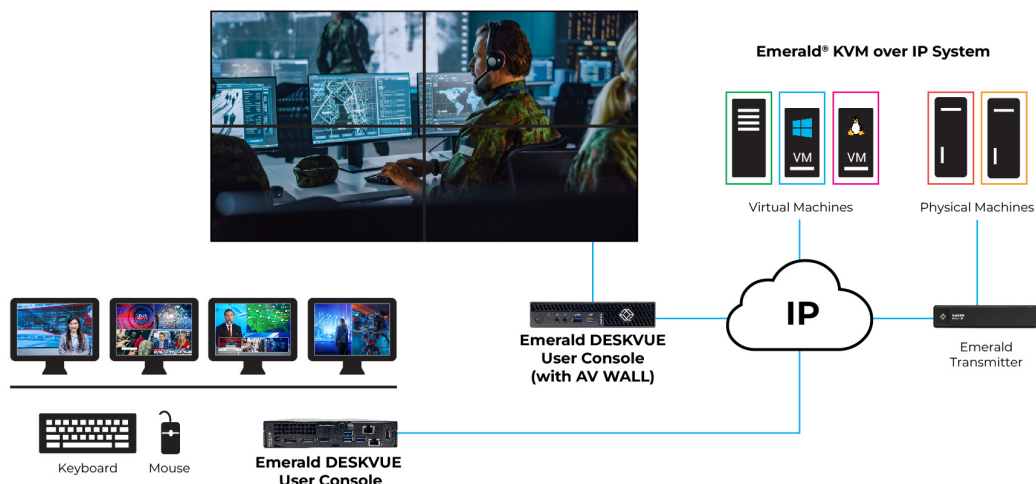 Emerald® KVM over IP System
VM
VM
Virtual Machines
Physical Machines
IP
Emerald DESKVUE
User Console
(with AV WALL)
Emerald
Transmitter
Keyboard
Mouse
Emerald DESKVUE
User Console